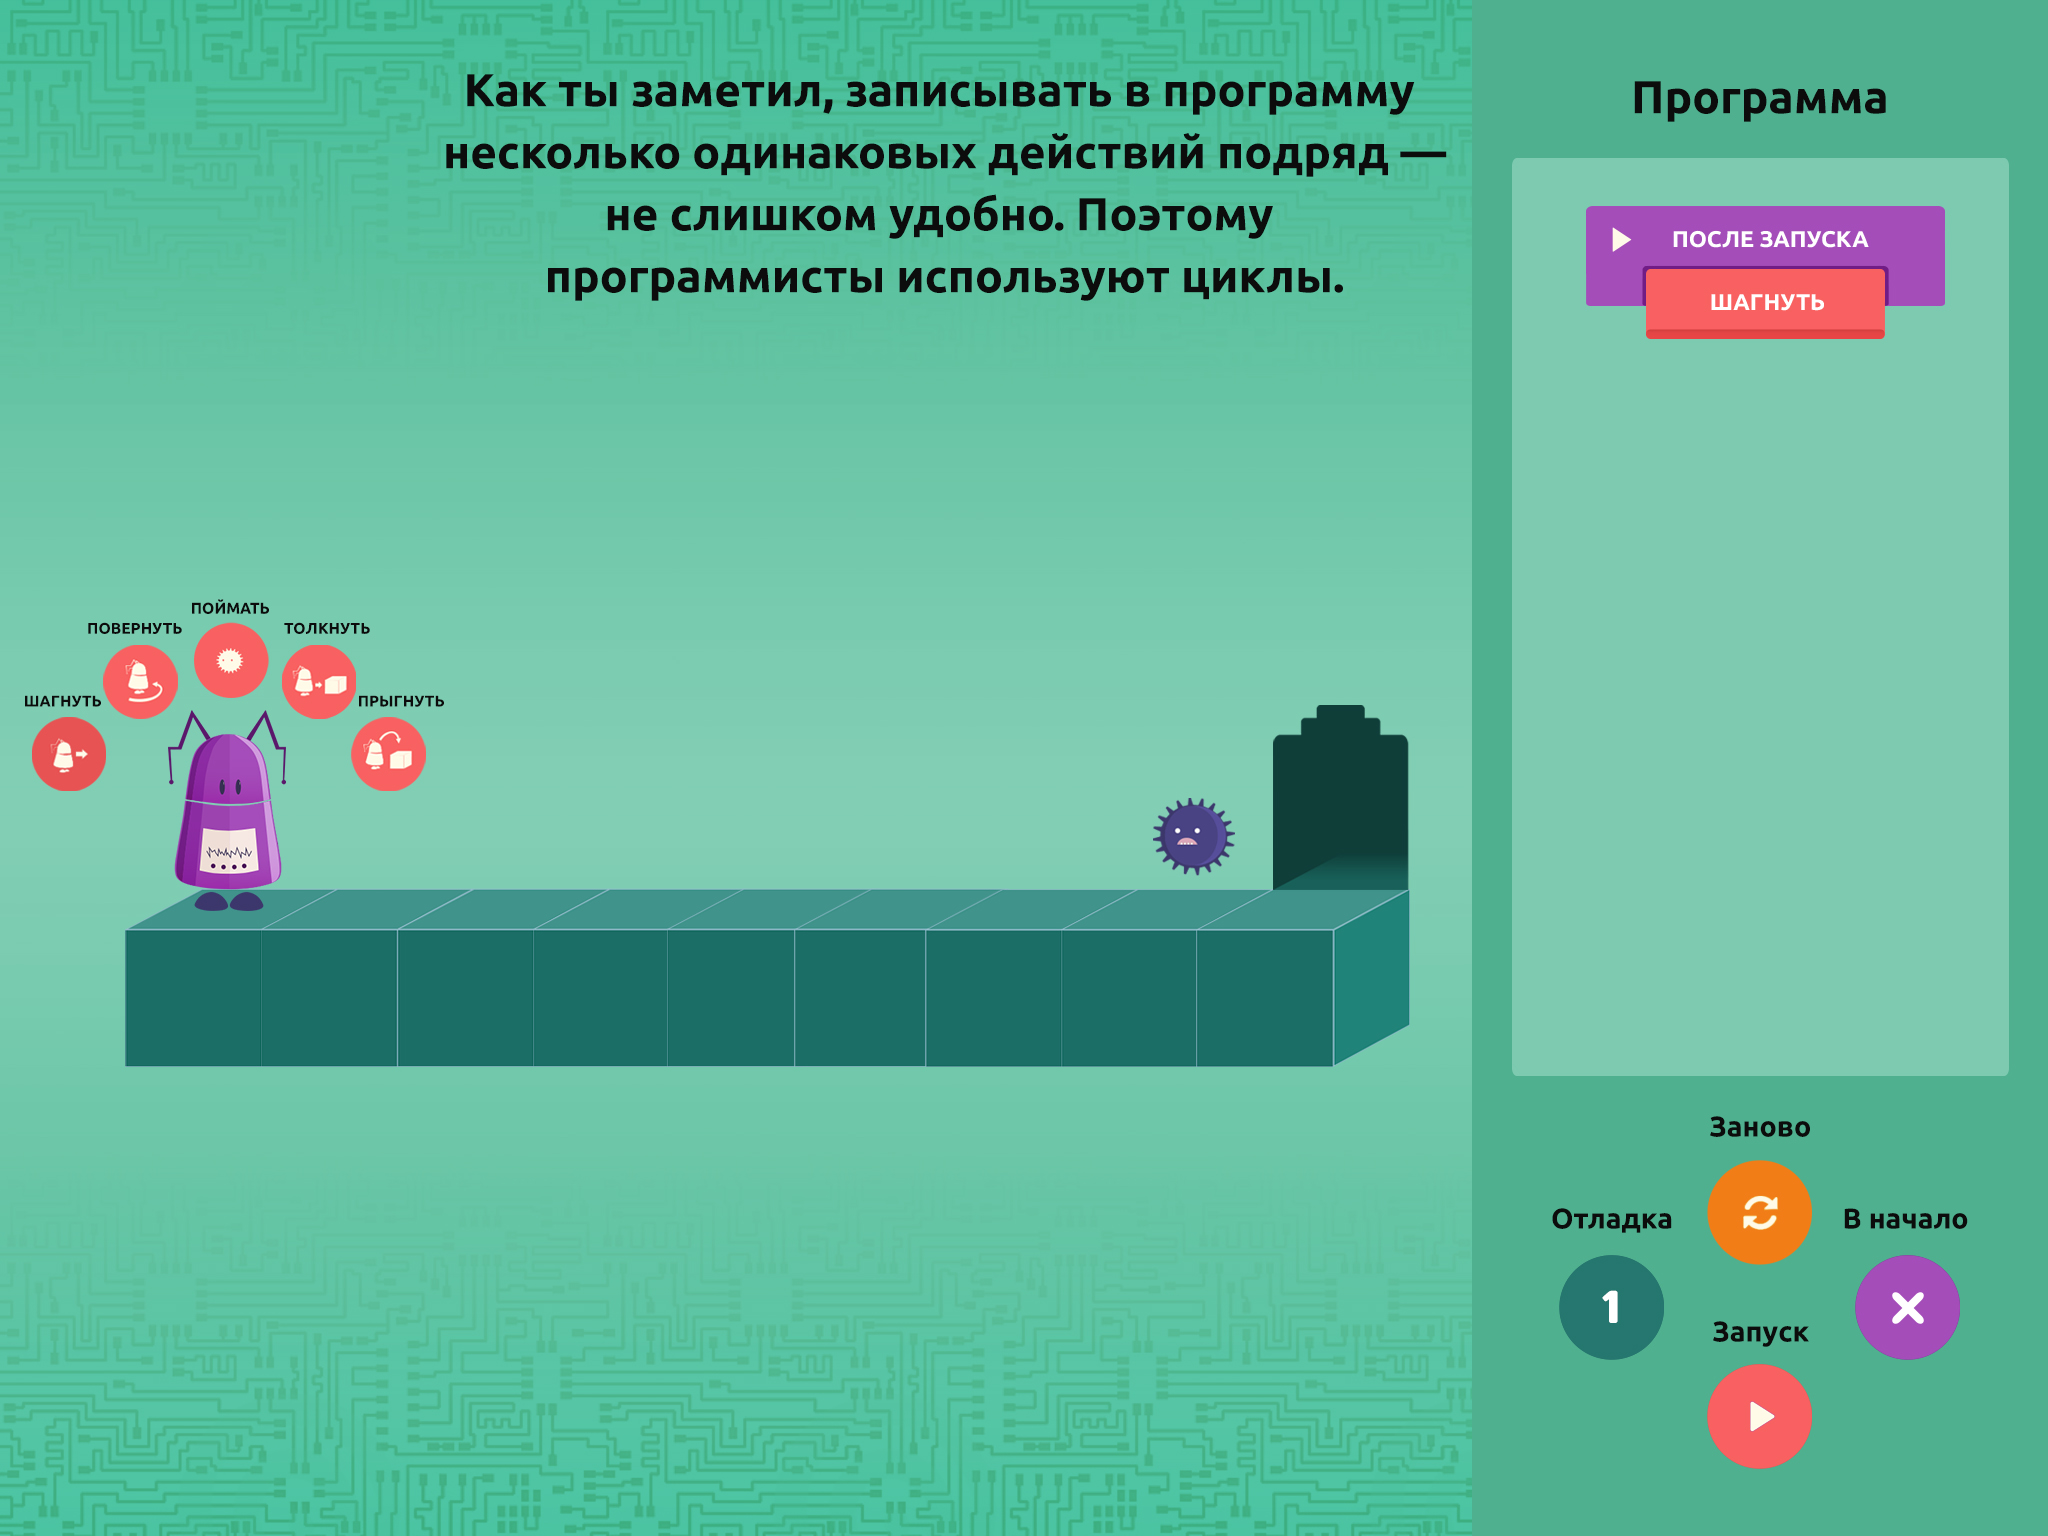 Как ты заметил, записывать в программу
несколько одинаковых действий подряд —
не слишком удобно. Поэтому
программисты используют циклы.
Программа
ПОСЛЕ ЗАПУСКА
ШАГНУТЬ
ПОЙМАТЬ
ПОВЕРНУТЬ
ТОЛКНУТЬ
ШАГНУТЬ
ПРЫГНУТЬ
Заново
Отладка
В начало
1
Запуск